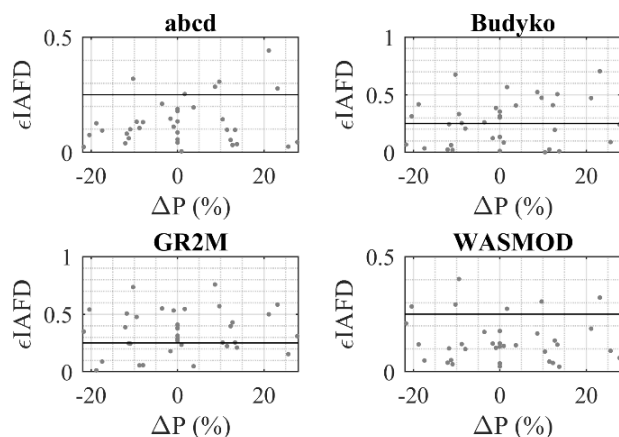 abcd
0.5
0
ϵIAFD
-20 0 20
ΔP (%)
Budyko
1
0.5
0
ϵIAFD
-20 0 20
ΔP (%)
GR2M
1
0.5
0
ϵIAFD
-20 0 20
ΔP (%)
WASMOD
0.5
0
ϵIAFD
-20 0 20
ΔP (%)